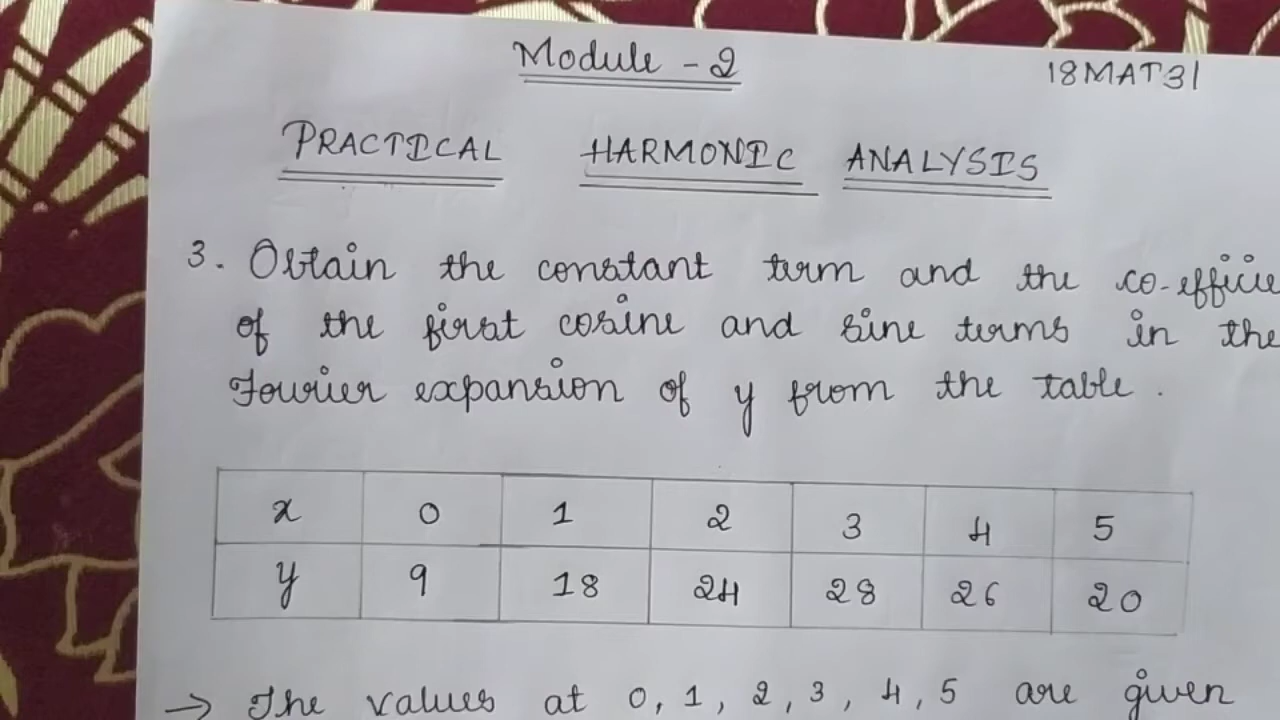 Module - 2
18MAT31
PRACTICAL HARMONIC ANALYSIS
3. Obtain the constant term and the co-efficie
of the first cosine and sine terms in the
Fourier expansion of y from the table .
x 0 1 2 3 4 5
y 9 18 24 28 26 20
→ The values at 0, 1, 2, 3, 4, 5 are given